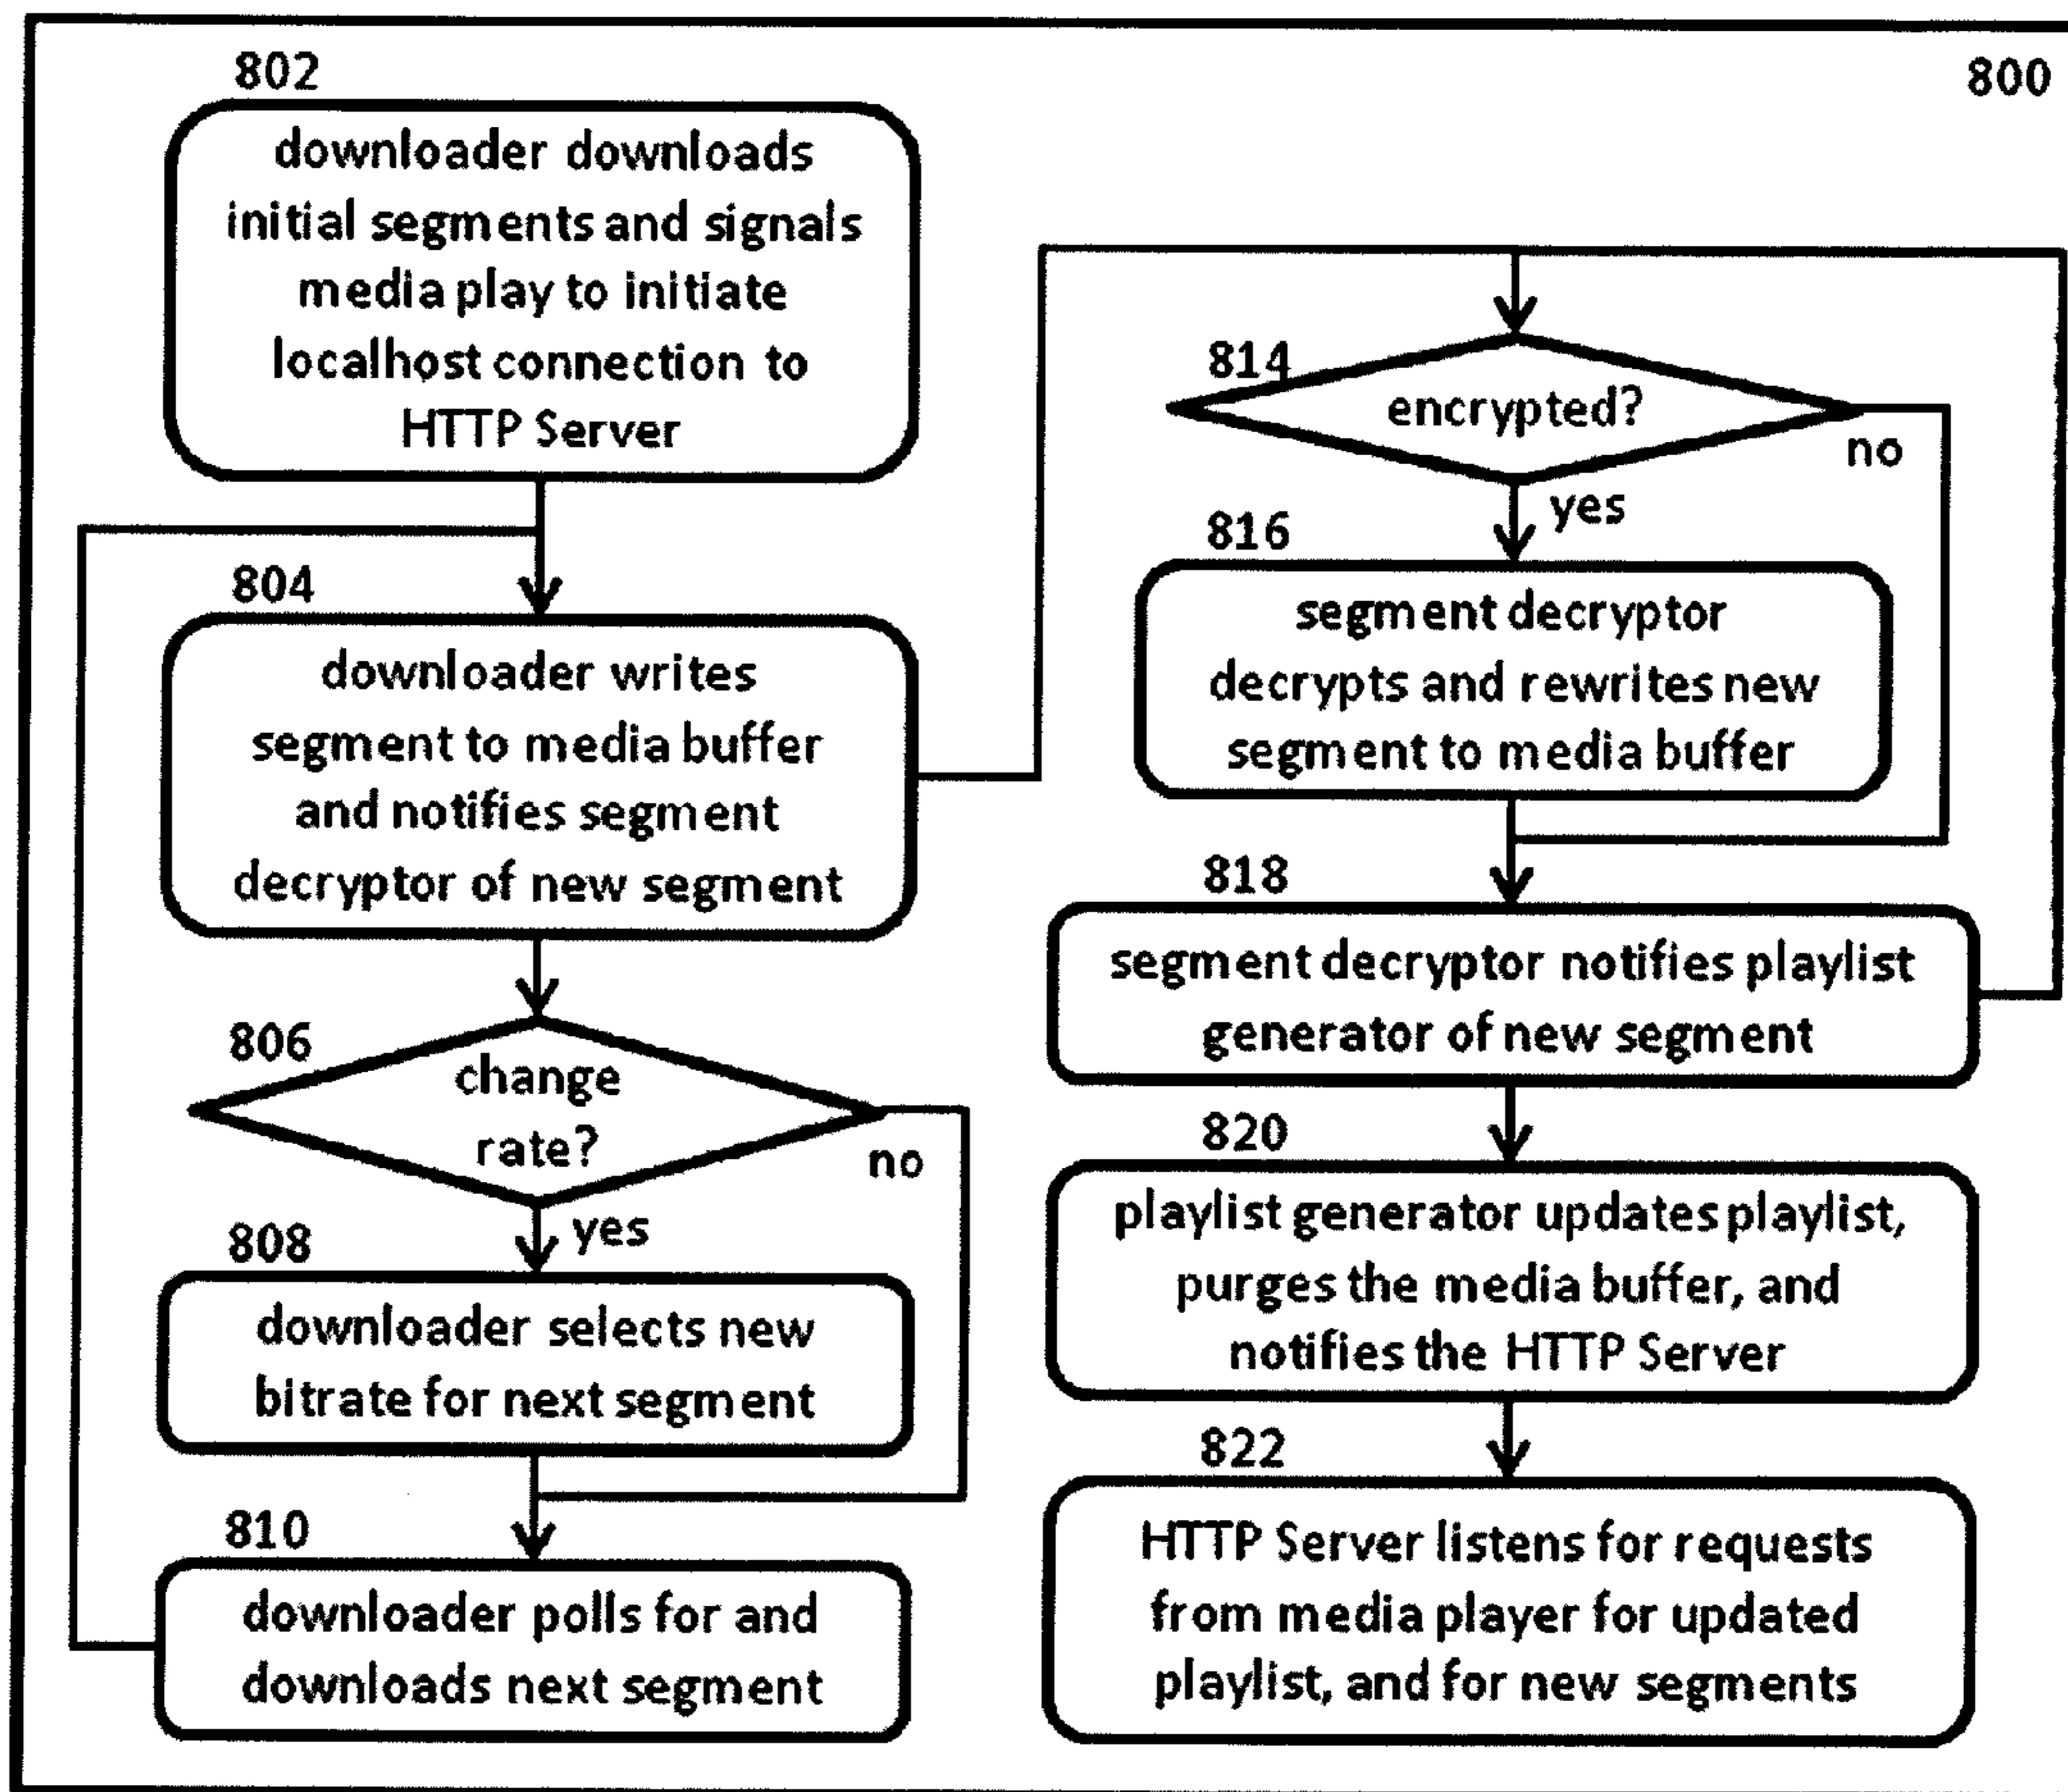 800
802
downloader downloads
initial segments and signals
media play to initiate
localhost connection to
HTTP Server
804
downloader writes
segment to media buffer
and notifies segment
decryptor of new segment
806
change
rate?
no
yes
808
downloader selects new
bitrate for next segment
810
downloader polls for and
downloads next segment
814
encrypted?
no
yes
816
segment decryptor
decrypts and rewrites new
segment to media buffer
818
segment decryptor notifies playlist
generator of new segment
820
playlist generator updates playlist,
purges the media buffer, and
notifies the HTTP Server
822
HTTP Server listens for requests
from media player for updated
playlist, and for new segments